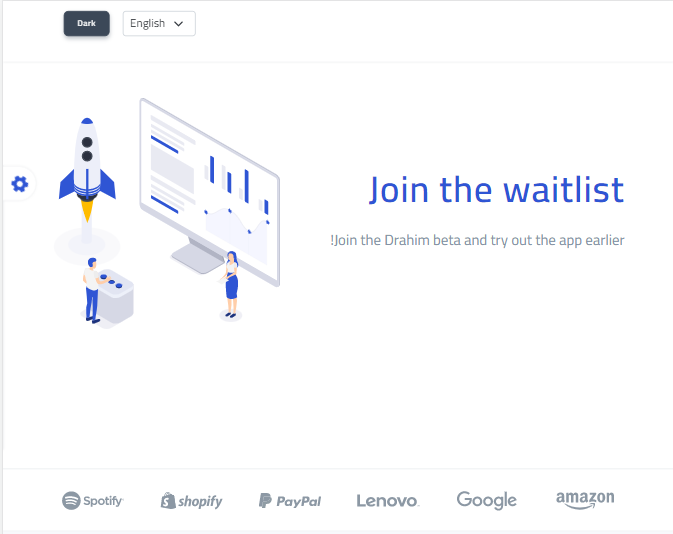 Dark
English
Join the waitlist
!Join the Drahim beta and try out the app earlier
Spotify
shopify
PayPal
Lenovo
Google
amazon